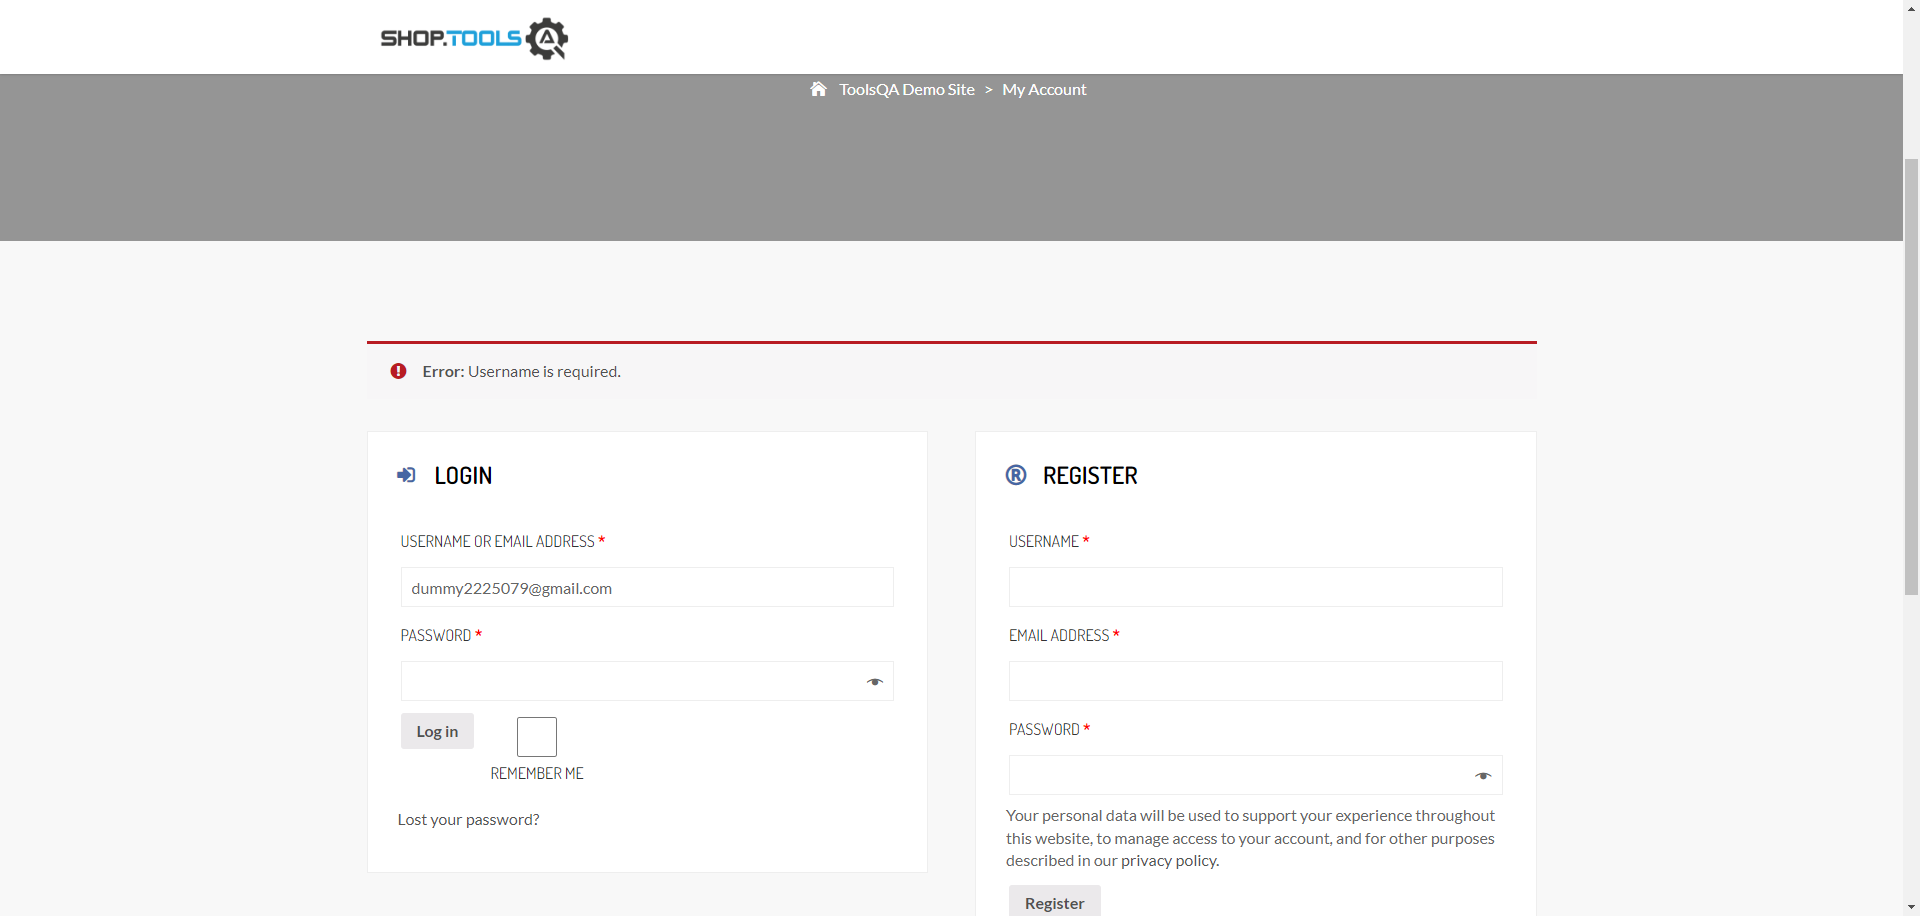 SHOP.TOOLS
ToolsQA Demo Site > My Account
Error: Username is required.
LOGIN
USERNAME OR EMAIL ADDRESS *
dummy2225079@gmail.com
PASSWORD *
Log in
REMEMBER ME
Lost your password?
REGISTER
USERNAME *
EMAIL ADDRESS *
PASSWORD *
Your personal data will be used to support your experience throughout
this website, to manage access to your account, and for other purposes
described in our privacy policy.
Register